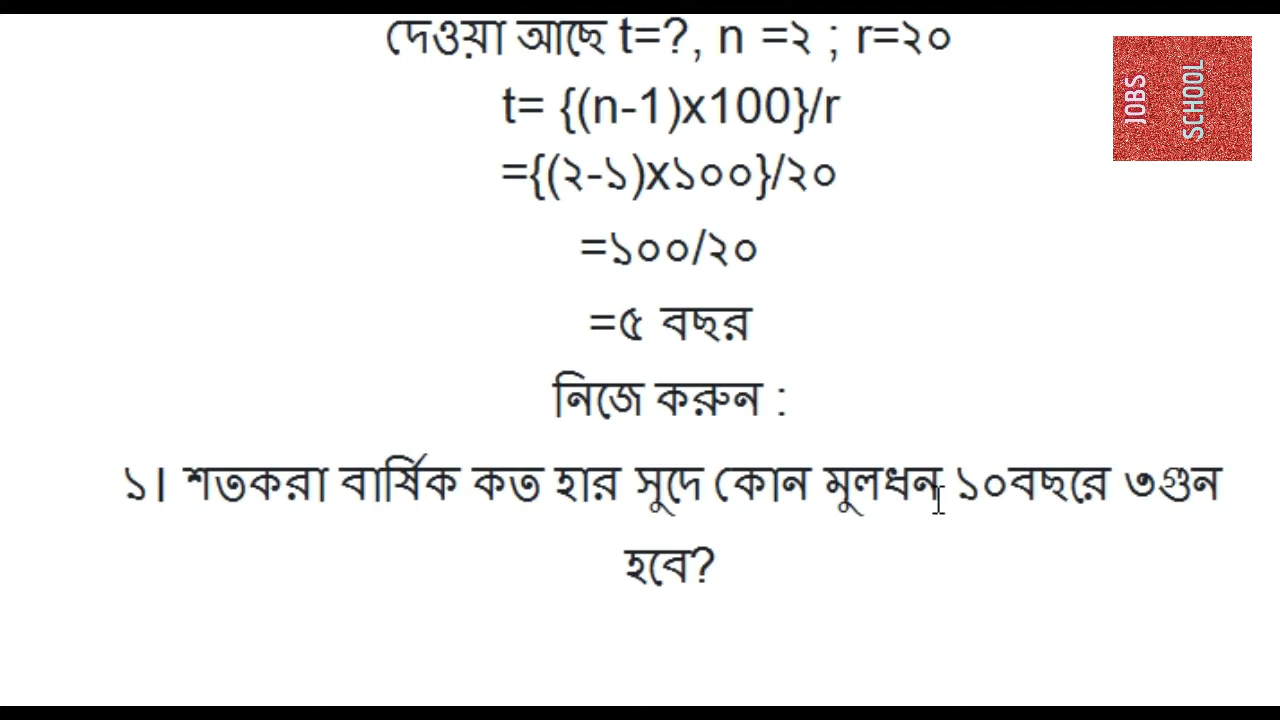 দেওয়া আছে t=?, n =২ ; r=২০
t= {(n-1)x100}/r
={(২-১)x১০০}/২০
=১০০/২০
=৫ বছর
নিজে করুন :
১। শতকরা বার্ষিক কত হার সুদে কোন মুলধন ১০বছরে ৩গুন
হবে?
JOBS
SCHOOL